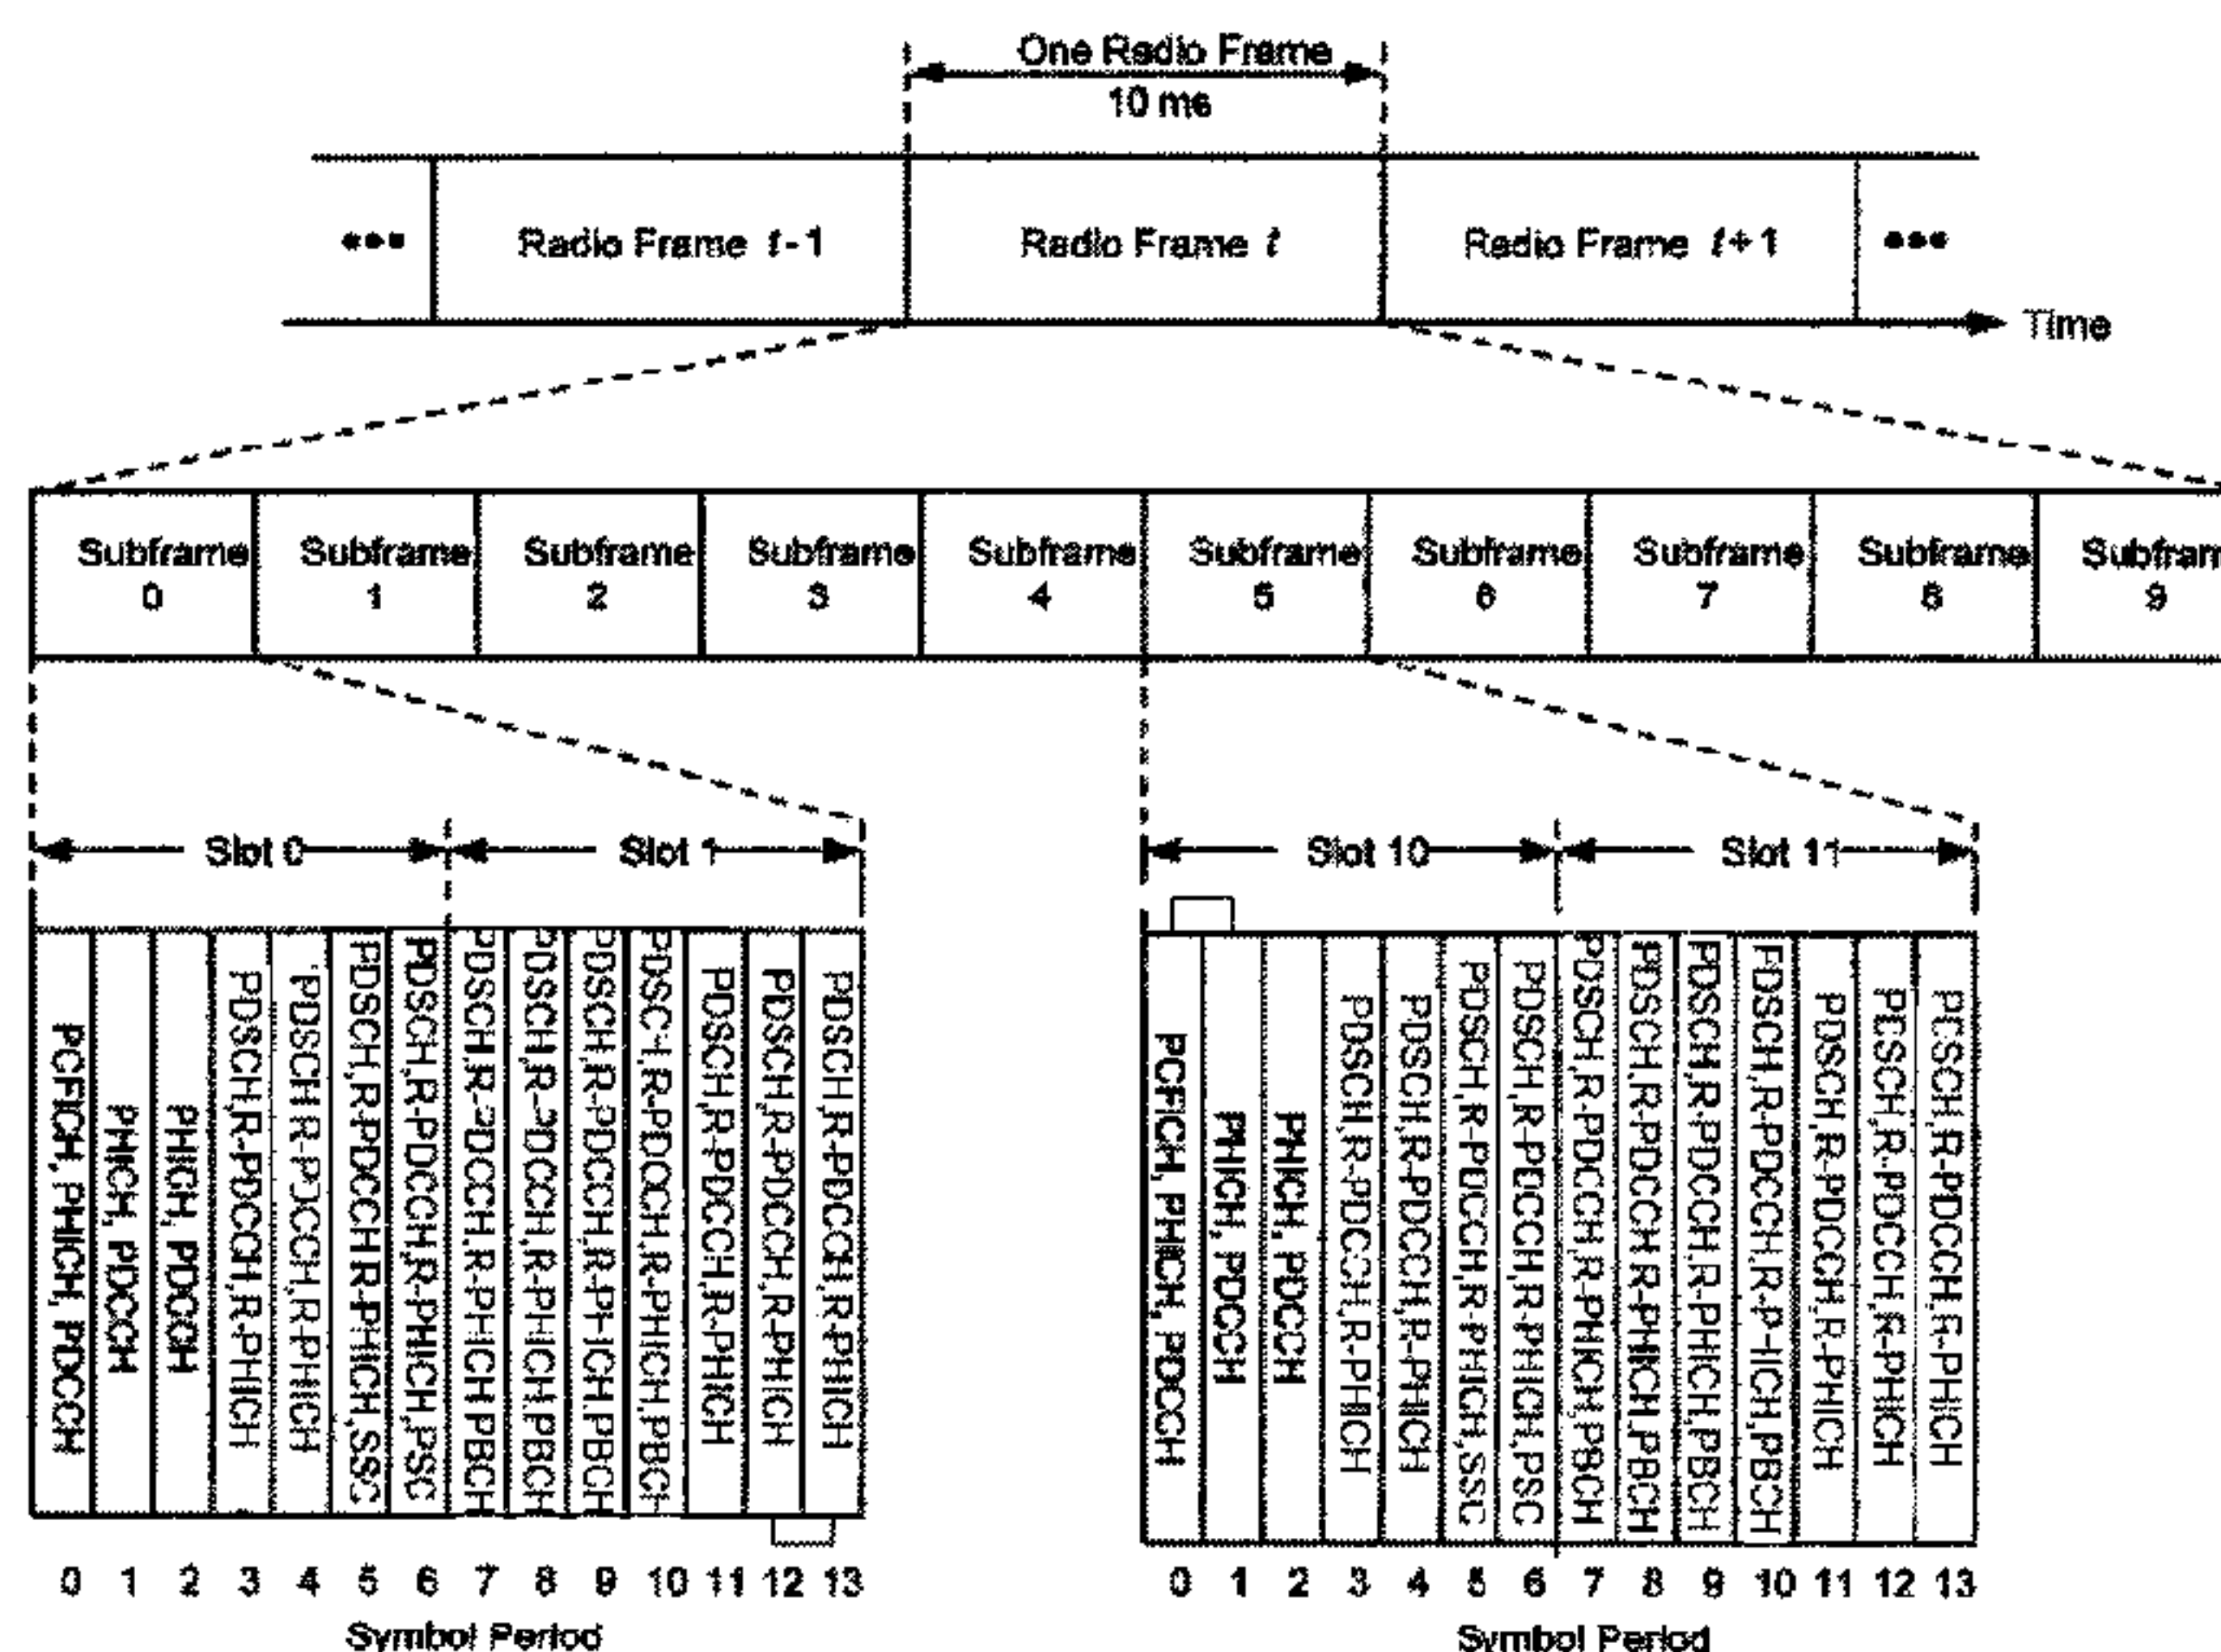 One Radio Frame
10 ms
••• Radio Frame t-1 Radio Frame t Radio Frame t+1 •••
Time
Subframe 0
Subframe 1
Subframe 2
Subframe 3
Subframe 4
Subframe 5
Subframe 6
Subframe 7
Subframe 8
Subfram 9
Slot 0 Slot 1
PCFICH, PHICH, PDCCH
PHICH, PDCCH
PHICH, PDCCH
PDSCH,R-PDCCH,R-PHICH
PDSCH,R-PDCCH,R-PHICH
PDSCH,R-PDCCH,R-PHICH,SSC
PDSCH,R-PDCCH,R-PHICH,PSC
PDSCH,R-PDCCH,R-PHICH,PBCH
PDSCH,R-PDCCH,R-PHICH,PBCH
PDSCH,R-PDCCH,R-PHICH,PBCH
PDSCH,R-PDCCH,R-PHICH,PBCH
PDSCH,R-PDCCH,R-PHICH
PDSCH,R-PDCCH,R-PHICH
PDSCH,R-PDCCH,R-PHICH
0 1 2 3 4 5 6 7 8 9 10 11 12 13
Symbol Period
Slot 10 Slot 11
PCFICH, PHICH, PDCCH
PHICH, PDCCH
PHICH, PDCCH
PDSCH,R-PDCCH,R-PHICH
PDSCH,R-PDCCH,R-PHICH
PDSCH,R-PDCCH,R-PHICH,SSC
PDSCH,R-PDCCH,R-PHICH,PSC
PDSCH,R-PDCCH,R-PHICH,PBCH
PDSCH,R-PDCCH,R-PHICH,PBCH
PDSCH,R-PDCCH,R-PHICH,PBCH
PDSCH,R-PDCCH,R-PHICH,PBCH
PDSCH,R-PDCCH,R-PHICH
PDSCH,R-PDCCH,R-PHICH
PDSCH,R-PDCCH,R-PHICH
0 1 2 3 4 5 6 7 8 9 10 11 12 13
Symbol Period